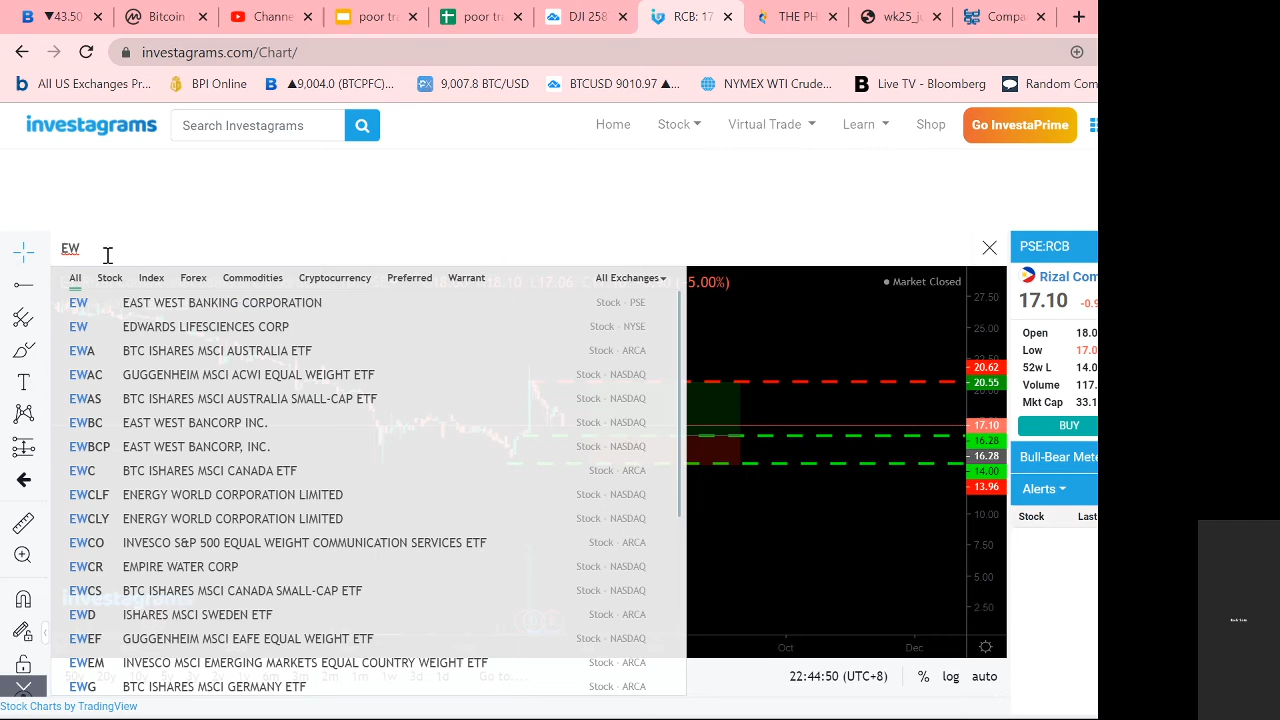 ▲43.50
Channe
poor tr
poor tr
DJI 258
RCB: 17
THE PH
wk25_j
Compa
investagrams.com/Chart/
All US Exchanges Pr...
BPI Online
▲9,004.0 (BTCPFC)...
9,007.8 BTC/USD
BTCUSD 9010.97 ▲...
NYMEX WTI Crude...
Live TV - Bloomberg
Random Com
investagrams
Search Investagrams
Home
Stock
Virtual Trade
Learn
Shop
Go InvestaPrime
EW
PSE:RCB
All Stock Index Forex Commodities Cryptocurrency Preferred Warrant All Exchanges
18.10 L17.06 -5.00%)
Market Closed
EW EAST WEST BANKING CORPORATION Stock - PSE
EW EDWARDS LIFESCIENCES CORP Stock - NYSE
EWA BTC ISHARES MSCI AUSTRALIA ETF Stock - ARCA
EWAC GUGGENHEIM MSCI ACWI EQUAL WEIGHT ETF Stock - NASDAQ
EWAS BTC ISHARES MSCI AUSTRALIA SMALL-CAP ETF Stock - NASDAQ
EWBC EAST WEST BANCORP INC. Stock - NASDAQ
EWBCP EAST WEST BANCORP, INC. Stock - NASDAQ
EWC BTC ISHARES MSCI CANADA ETF Stock - ARCA
EWCLF ENERGY WORLD CORPORATION LIMITED Stock - NASDAQ
EWCLY ENERGY WORLD CORPORATION LIMITED Stock - NASDAQ
EWCO INVESCO S&P 500 EQUAL WEIGHT COMMUNICATION SERVICES ETF Stock - ARCA
EWCR EMPIRE WATER CORP Stock - NASDAQ
EWCS BTC ISHARES MSCI CANADA SMALL-CAP ETF Stock - NASDAQ
EWD ISHARES MSCI SWEDEN ETF Stock - ARCA
EWEF GUGGENHEIM MSCI EAFE EQUAL WEIGHT ETF Stock - NASDAQ
EWEM INVESCO MSCI EMERGING MARKETS EQUAL COUNTRY WEIGHT ETF Stock - ARCA
EWG BTC ISHARES MSCI GERMANY ETF Stock - ARCA
27.50
25.00
22.50
20.62
20.55
20.00
17.10
16.28
16.28
14.00
13.96
10.00
7.50
5.00
2.50
Oct
Dec
Rizal Com
17.10 -0.9
Open 18.0
Low 17.0
52w L 14.0
Volume 117.
Mkt Cap 33.1
BUY
Bull-Bear Mete
Alerts
Stock Last
investagrams
Go to...
22:44:50 (UTC+8)
% log auto
Stock Charts by TradingView